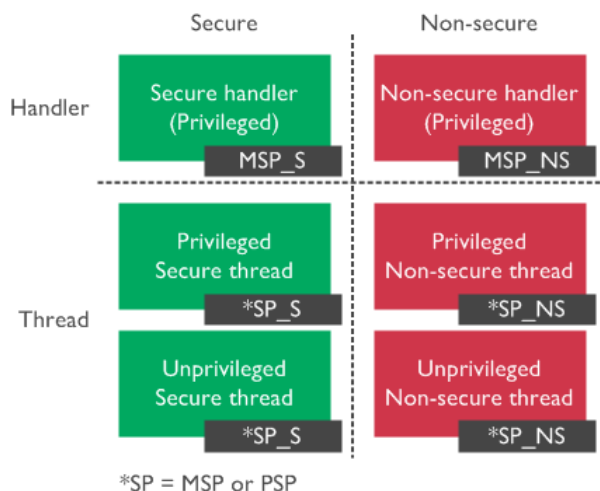 Secure
Non-secure
Handler
Secure handler
(Privileged)
MSP_S
Non-secure handler
(Privileged)
MSP_NS
Thread
Privileged
Secure thread
*SP_S
Privileged
Non-secure thread
*SP_NS
Unprivileged
Secure thread
*SP_S
Unprivileged
Non-secure thread
*SP_NS
*SP = MSP or PSP